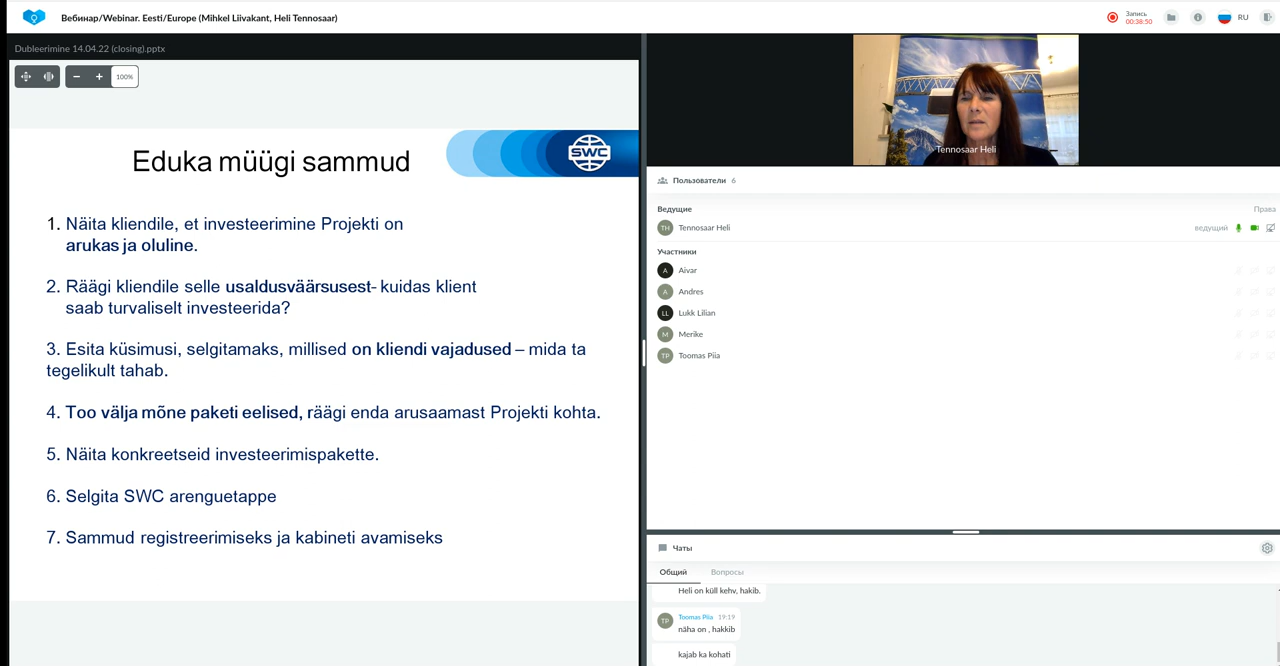 Вебинар/Webinar. Eesti/Europe (Mihkel Liivakant, Heli Tennosaar)
Запись
00:38:50
RU
Dubleerimine 14.04.22 (closing).pptx
100%
Eduka müügi sammud
SWC
1. Näita kliendile, et investeerimine Projekti on
arukas ja oluline.
2. Räägi kliendile selle usaldusväärsusest- kuidas klient
saab turvaliselt investeerida?
3. Esita küsimusi, selgitamaks, millised on kliendi vajadused – mida ta
tegelikult tahab.
4. Too välja mõne paketi eelised, räägi enda arusaamast Projekti kohta.
5. Näita konkreetseid investeerimispakette.
6. Selgita SWC arenguetappe
7. Sammud registreerimiseks ja kabineti avamiseks
Tennosaar Heli
Пользователи 6
Ведущие Права
TH Tennosaar Heli ведущий
Участники
A Aivar
A Andres
LL Lukk Lilian
M Merike
TP Toomas Piia
Чаты
Общий Вопросы
Heli on küll kehv, hakib.
TP Toomas Piia 19:19
näha on , hakkib
kajab ka kohati